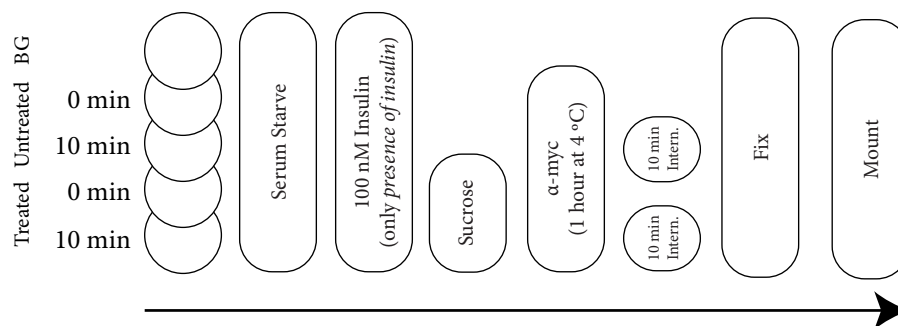 BG
Untreated
Treated
0 min
10 min
0 min
10 min
Serum Starve
100 nM Insulin
(only presence of insulin)
Sucrose
α-myc
(1 hour at 4 ºC)
10 min
Intern.
10 min
Intern.
Fix
Mount